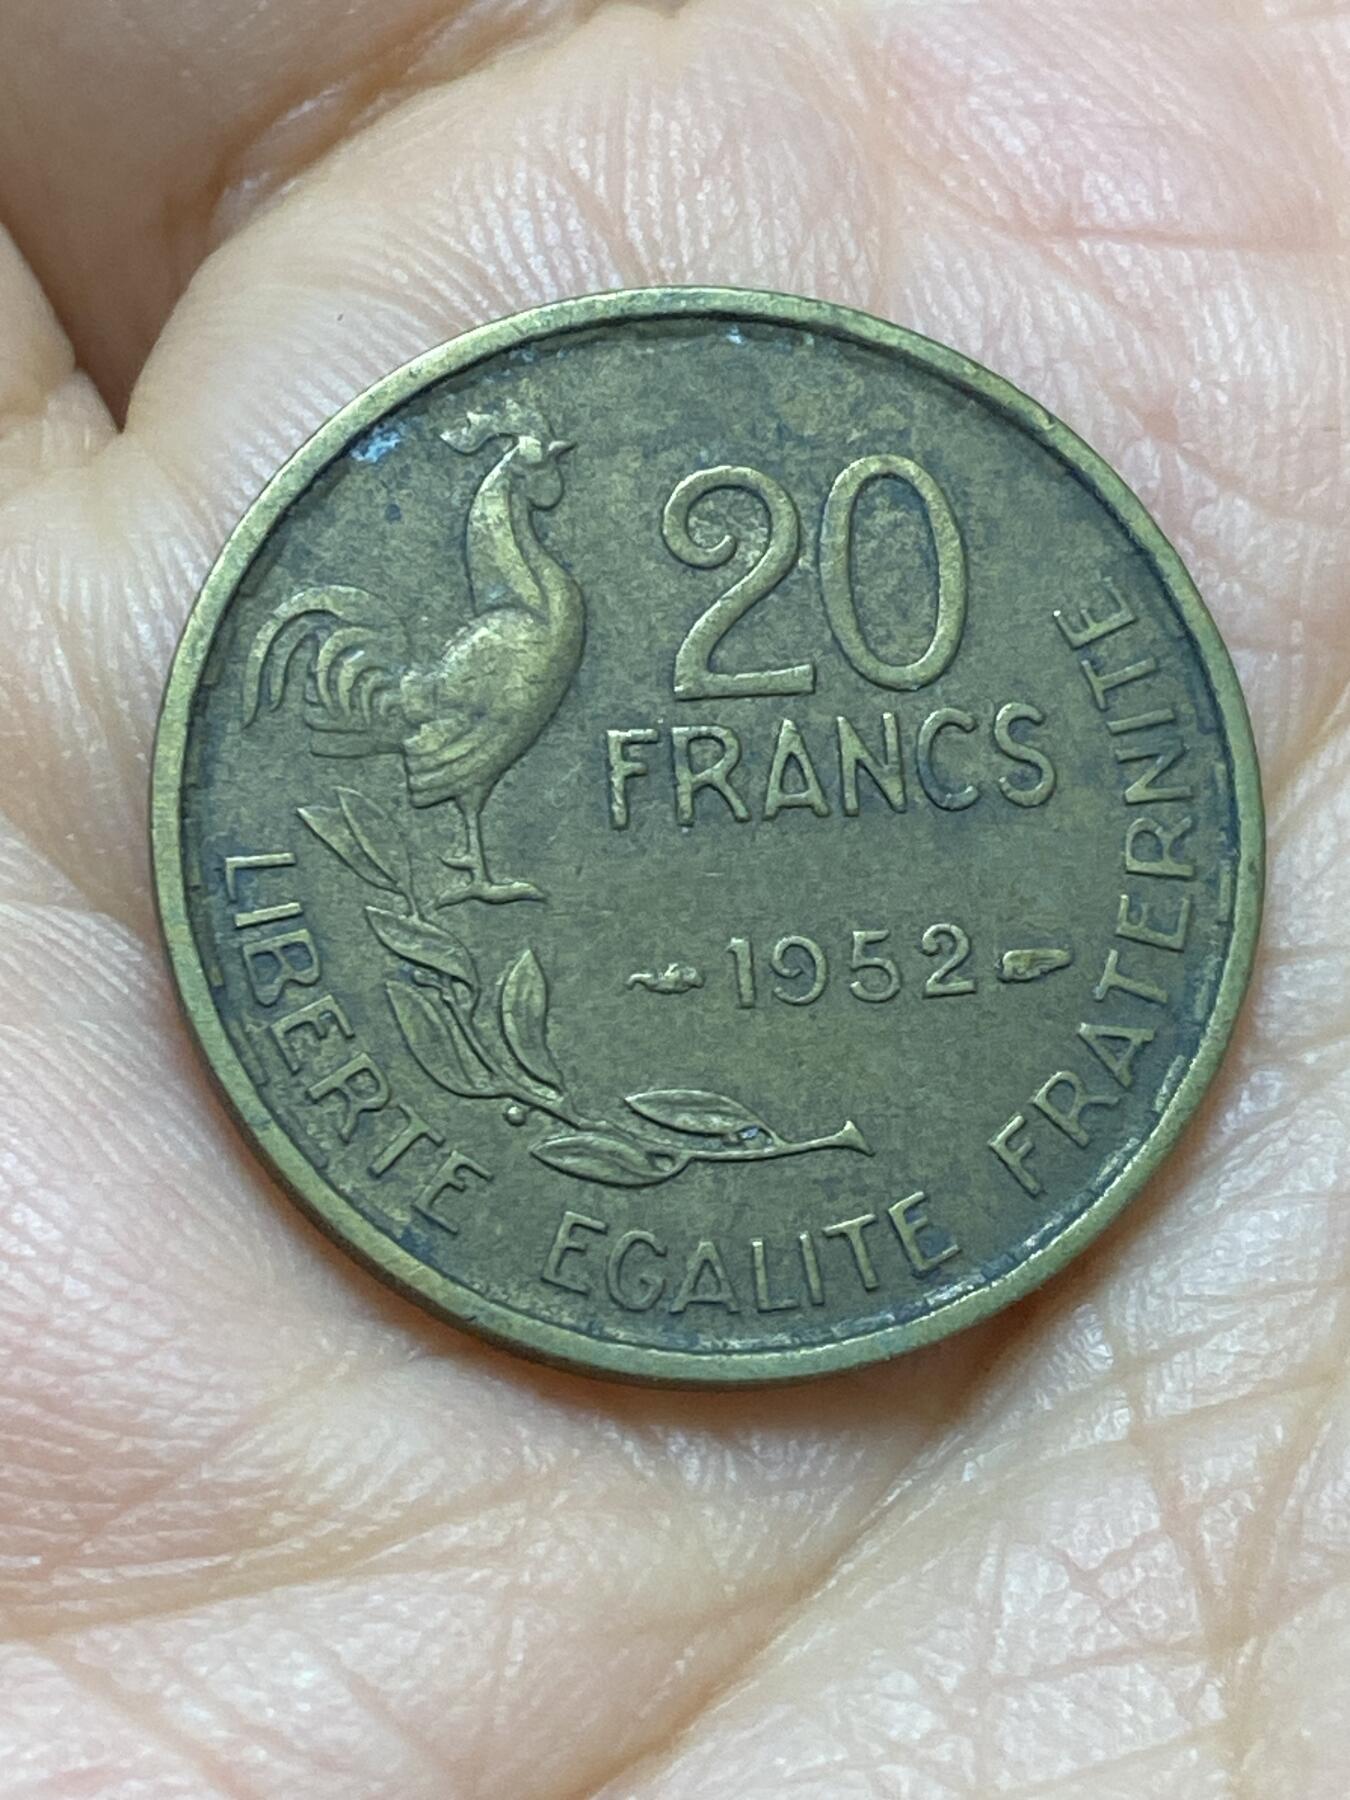 20
FRANCS
1952
LIBERTE EGALITE FRATERNITE